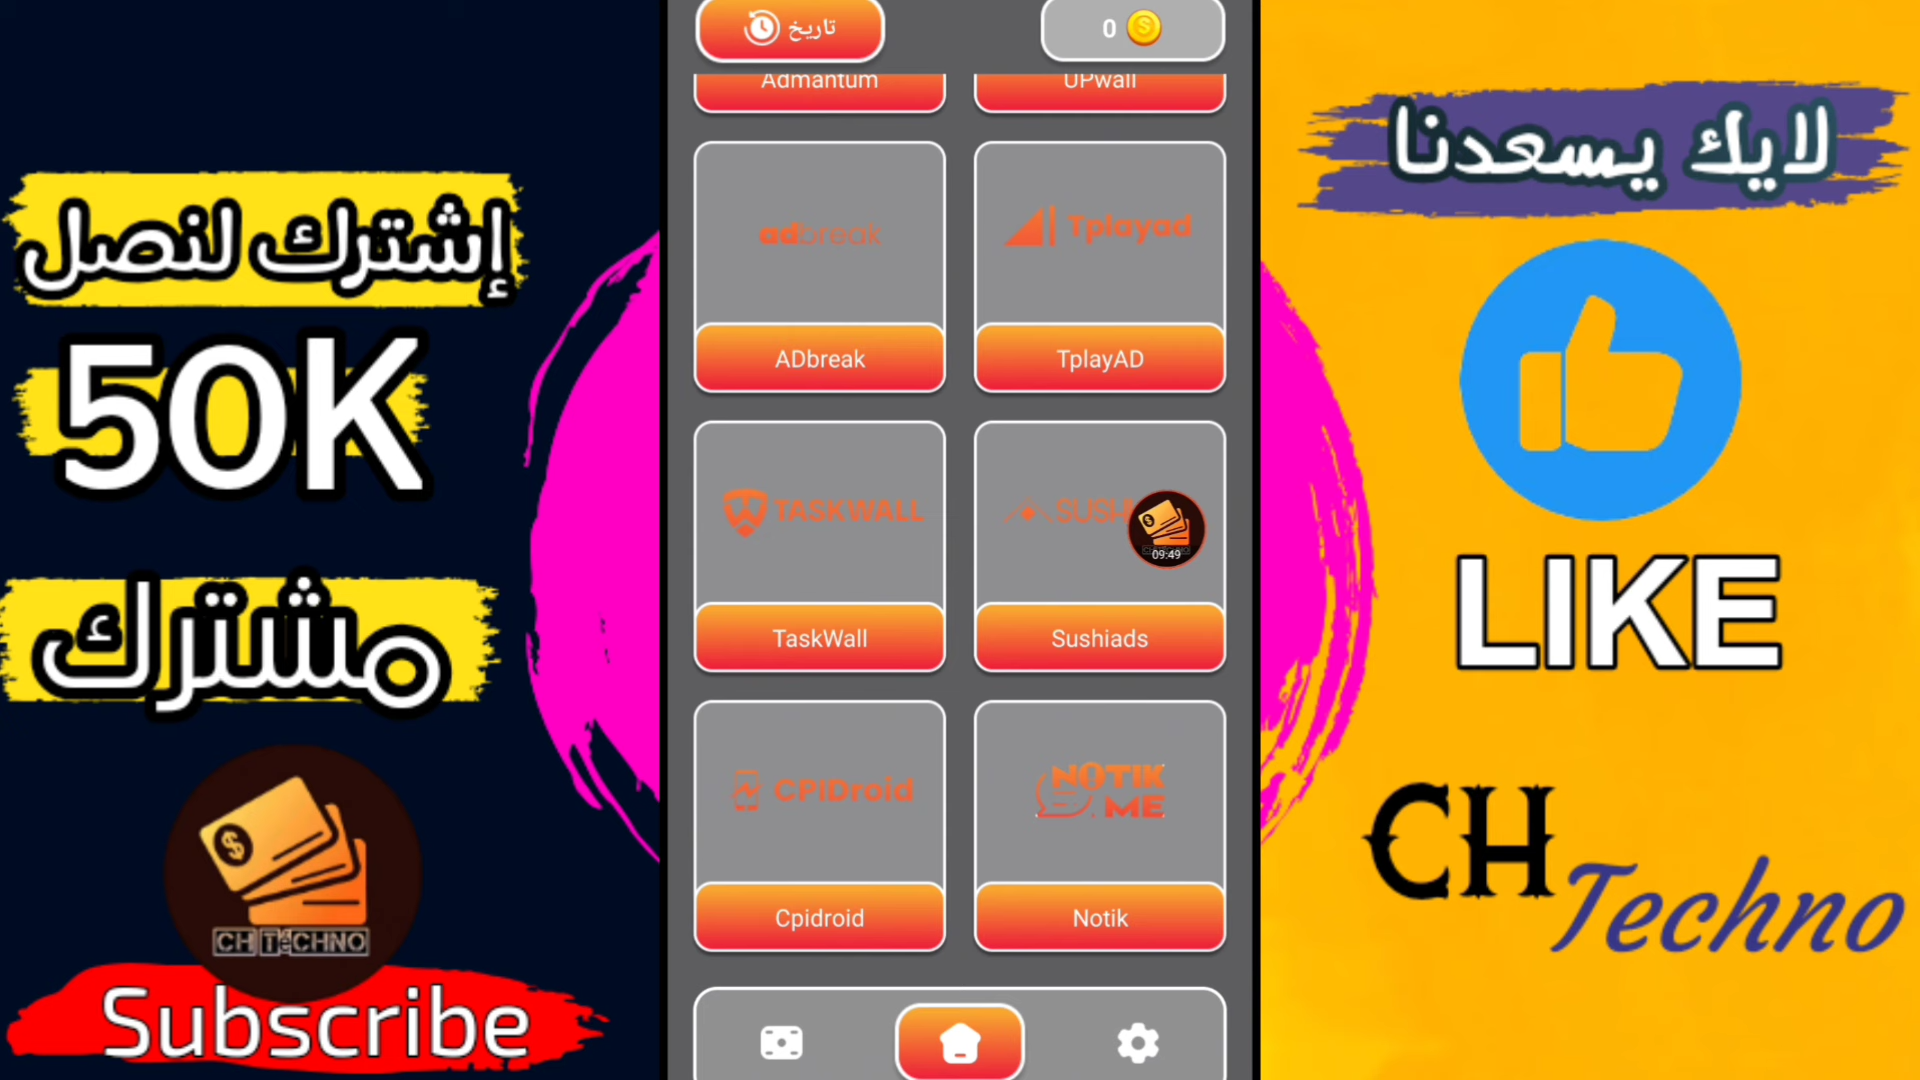 إشترك لنصل
50K
مشترك
CH TeCHNO
Subscribe
تاريخ
0
Admantum
UPwall
adbreak
Tplayad
ADbreak
TplayAD
TASKWALL
SUSHI
09:49
TaskWall
Sushiads
CPIDroid
NOTIK
ME
Cpidroid
Notik
لايك يسعدنا
LIKE
CH
Techno